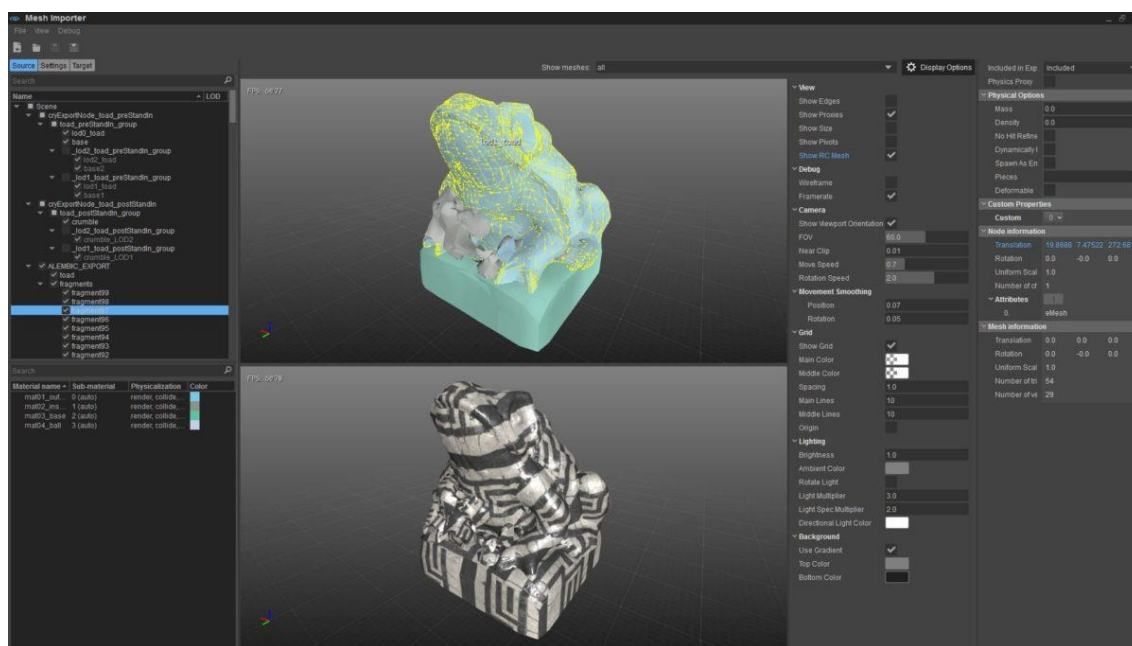 Mesh Importer
File View Debug
Source Settings Target
Show meshes: all
Display Options
Search
Name LOD
Scene
cryExportNode_toad_preStandIn
toad_preStandIn_group
lod0_toad
base
_lod2_toad_preStandIn_group
lod2_toad
base2
_lod1_toad_preStandIn_group
lod1_toad
base1
cryExportNode_toad_postStandIn
toad_postStandIn_group
crumble
_lod2_toad_postStandIn_group
crumble_LOD2
_lod1_toad_postStandIn_group
crumble_LOD1
ALEMBIC_EXPORT
toad
fragments
fragment99
fragment98
fragment97
fragment96
fragment95
fragment94
fragment93
fragment92
Search
Material name Sub-material Physicalization Color
mat01_out... 0 (auto) render, collide,...
mat02_ins... 1 (auto) render, collide,...
mat03_base 2 (auto) render, collide,...
mat04_ball 3 (auto) render, collide,...
lod1_toad
View
Show Edges
Show Proxies
Show Size
Show Pivots
Show RC Mesh
Debug
Wireframe
Framerate
Camera
Show Viewport Orientation
FOV 60.0
Near Clip 0.01
Move Speed 0.7
Rotation Speed 2.0
Movement Smoothing
Position 0.07
Rotation 0.05
Grid
Show Grid
Main Color
Middle Color
Spacing 1.0
Main Lines 10
Middle Lines 10
Origin
Lighting
Brightness 1.0
Ambient Color
Rotate Light
Light Multiplier 3.0
Light Spec Multiplier 2.0
Directional Light Color
Background
Use Gradient
Top Color
Bottom Color
Included in Exp Included
Physics Proxy
Physical Options
Mass 0.0
Density 0.0
No Hit Refine
Dynamically I
Spawn As En
Pieces
Deformable
Custom Properties
Custom 0
Node information
Translation 19.8686 7.47522 272.681
Rotation 0.0 -0.0 0.0
Uniform Scal 1.0
Number of cl 1
Attributes 1
0. eMesh
Mesh information
Translation 0.0 0.0 0.0
Rotation 0.0 -0.0 0.0
Uniform Scal 1.0
Number of tri 54
Number of ve 29